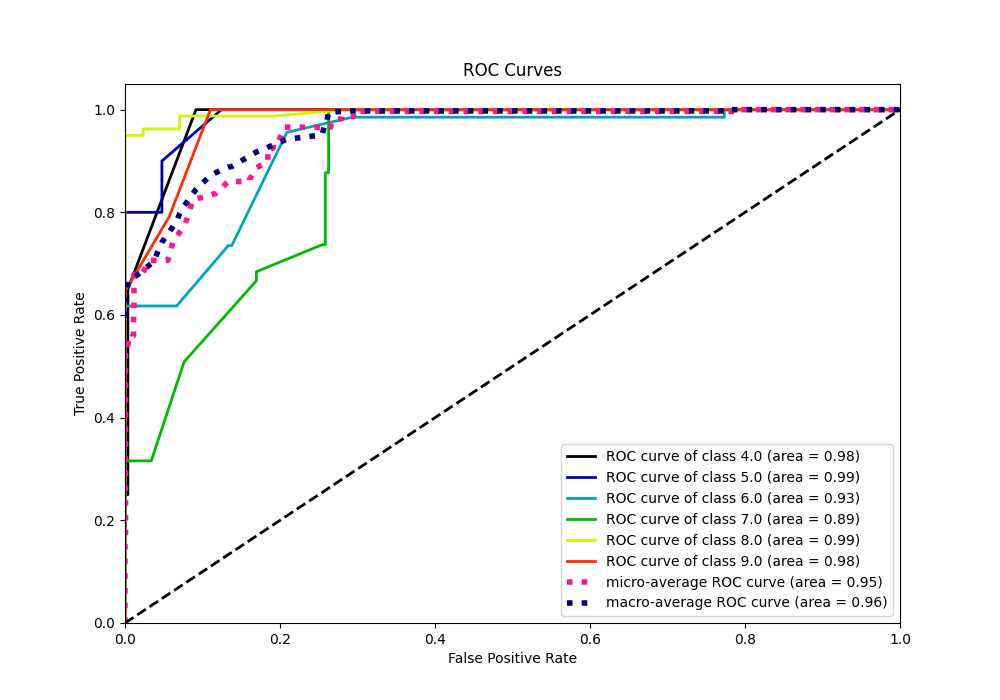 ROC Curves
True Positive Rate
1.0
0.8
0.6
0.4
0.2
0.0
ROC curve of class 4.0 (area = 0.98)
ROC curve of class 5.0 (area = 0.99)
ROC curve of class 6.0 (area = 0.93)
ROC curve of class 7.0 (area = 0.89)
ROC curve of class 8.0 (area = 0.99)
ROC curve of class 9.0 (area = 0.98)
micro-average ROC curve (area = 0.95)
macro-average ROC curve (area = 0.96)
0.0 0.2 0.4 0.6 0.8 1.0
False Positive Rate